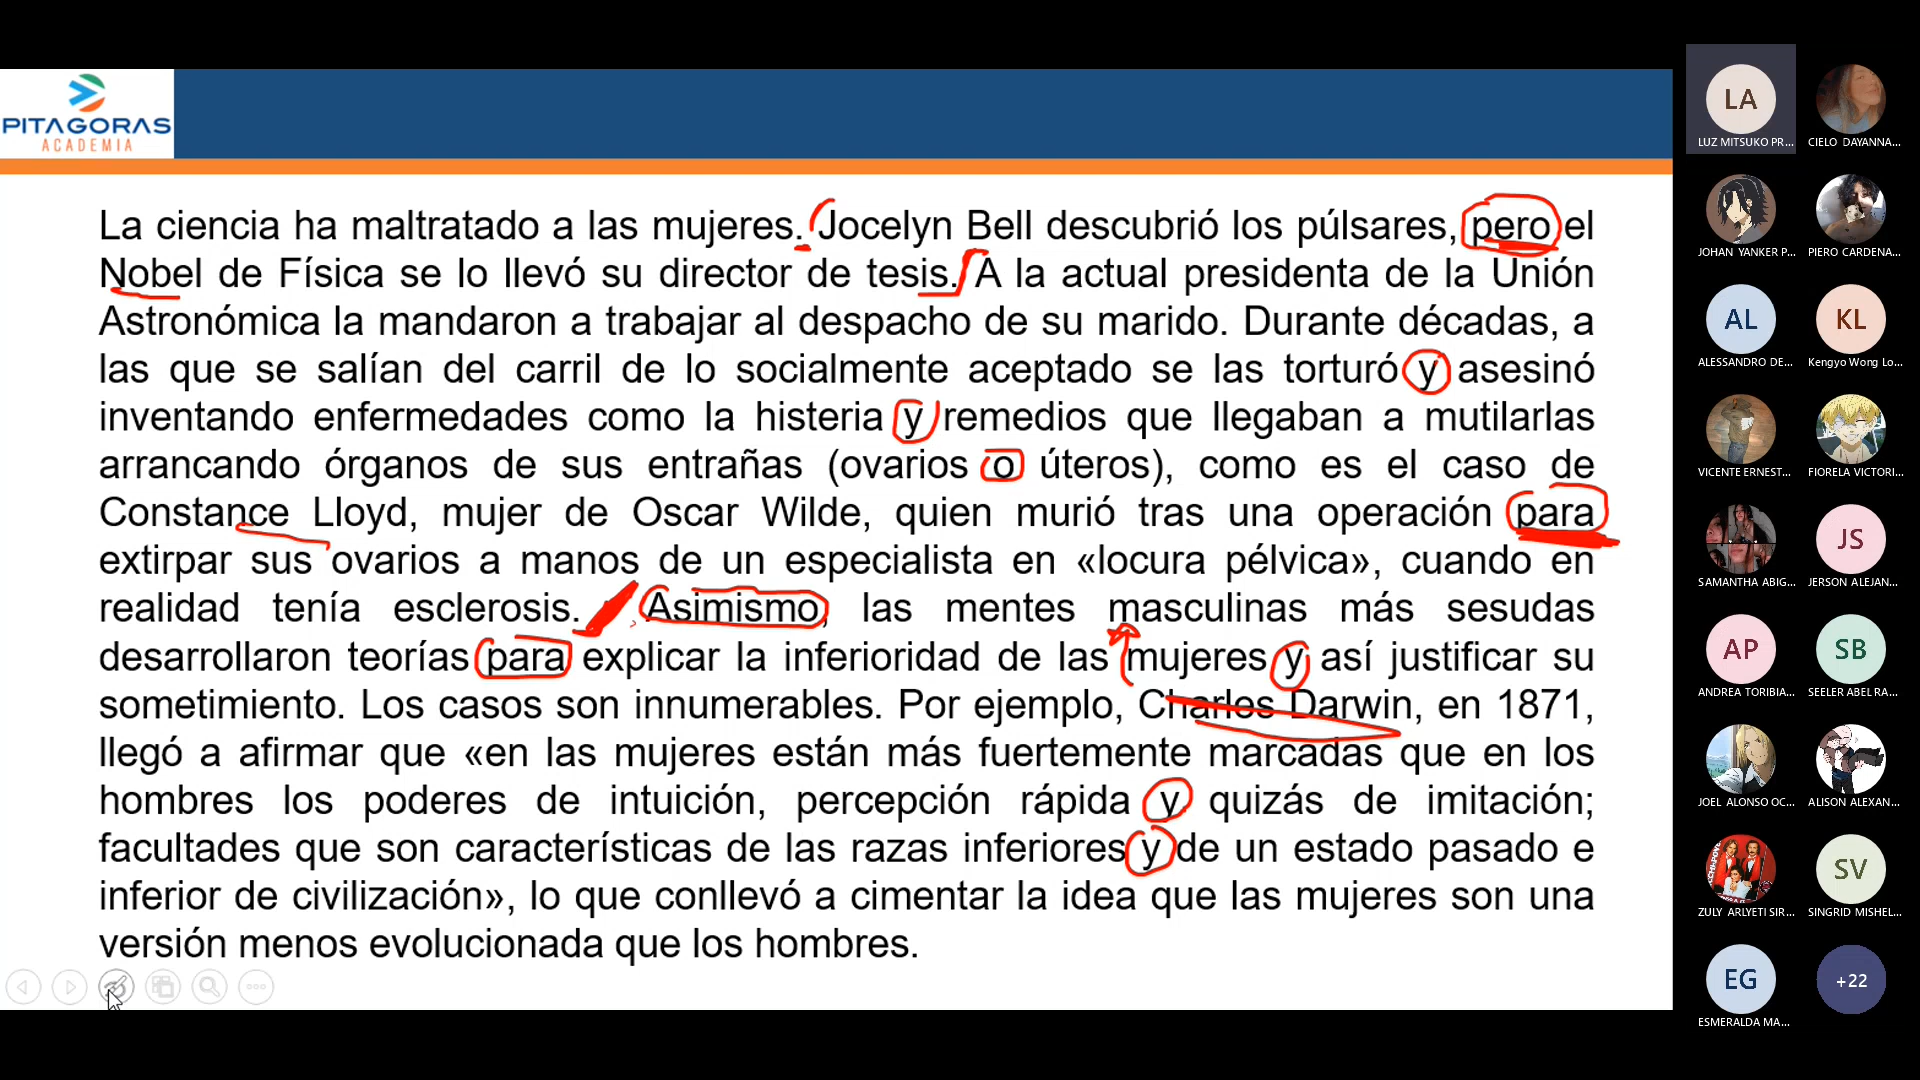 PITAGORAS
ACADEMIA
La ciencia ha maltratado a las mujeres. Jocelyn Bell descubrió los púlsares, pero el
Nobel de Física se lo llevó su director de tesis. A la actual presidenta de la Unión
Astronómica la mandaron a trabajar al despacho de su marido. Durante décadas, a
las que se salían del carril de lo socialmente aceptado se las torturó y asesinó
inventando enfermedades como la histeria y remedios que llegaban a mutilarlas
arrancando órganos de sus entrañas (ovarios o úteros), como es el caso de
Constance Lloyd, mujer de Oscar Wilde, quien murió tras una operación para
extirpar sus ovarios a manos de un especialista en «locura pélvica», cuando en
realidad tenía esclerosis. Asimismo, las mentes masculinas más sesudas
desarrollaron teorías para explicar la inferioridad de las mujeres y así justificar su
sometimiento. Los casos son innumerables. Por ejemplo, Charles Darwin, en 1871,
llegó a afirmar que «en las mujeres están más fuertemente marcadas que en los
hombres los poderes de intuición, percepción rápida y quizás de imitación;
facultades que son características de las razas inferiores y de un estado pasado e
inferior de civilización», lo que conllevó a cimentar la idea que las mujeres son una
versión menos evolucionada que los hombres.
LA
LUZ MITSUKO PR...
CIELO DAYANNA...
JOHAN YANKER P...
PIERO CARDENA...
AL
ALESSANDRO DE...
KL
Kengyo Wong Lo...
VICENTE ERNEST...
FIORELA VICTORI...
SAMANTHA ABIG...
JS
JERSON ALEJAN...
AP
ANDREA TORIBIA...
SB
SEELER ABEL RA...
JOEL ALONSO OC...
ALISON ALEXAN...
ZULY ARLYETI SIR...
SV
SINGRID MISHEL...
EG
ESMERALDA MA...
+22